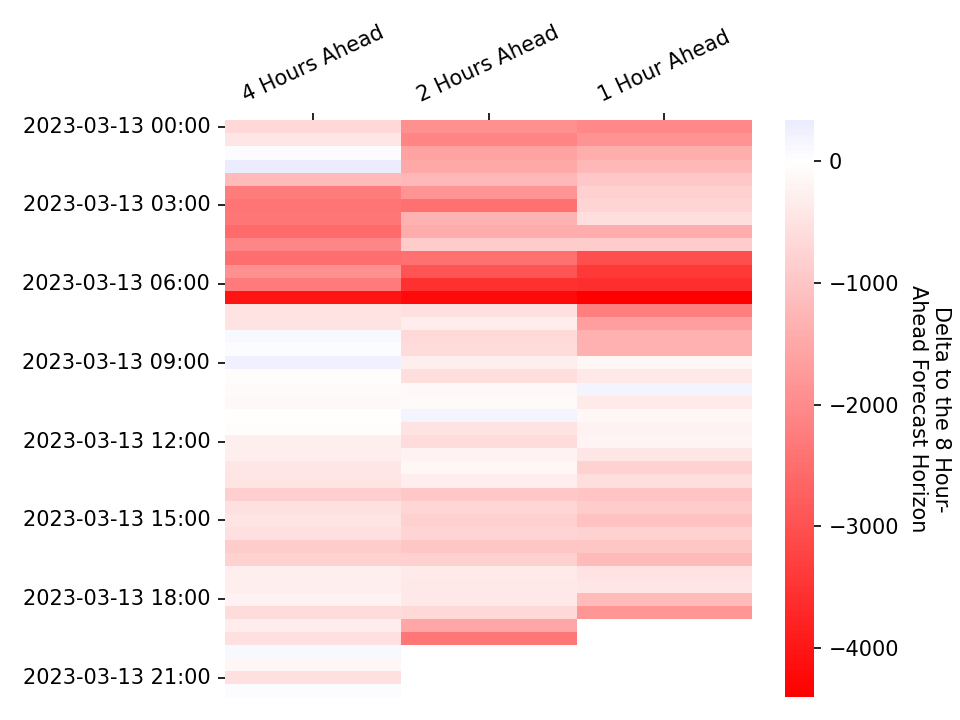 4 Hours Ahead
2 Hours Ahead
1 Hour Ahead
2023-03-13 00:00
2023-03-13 03:00
2023-03-13 06:00
2023-03-13 09:00
2023-03-13 12:00
2023-03-13 15:00
2023-03-13 18:00
2023-03-13 21:00
0
−1000
−2000
−3000
−4000
Delta to the 8 Hour-
Ahead Forecast Horizon